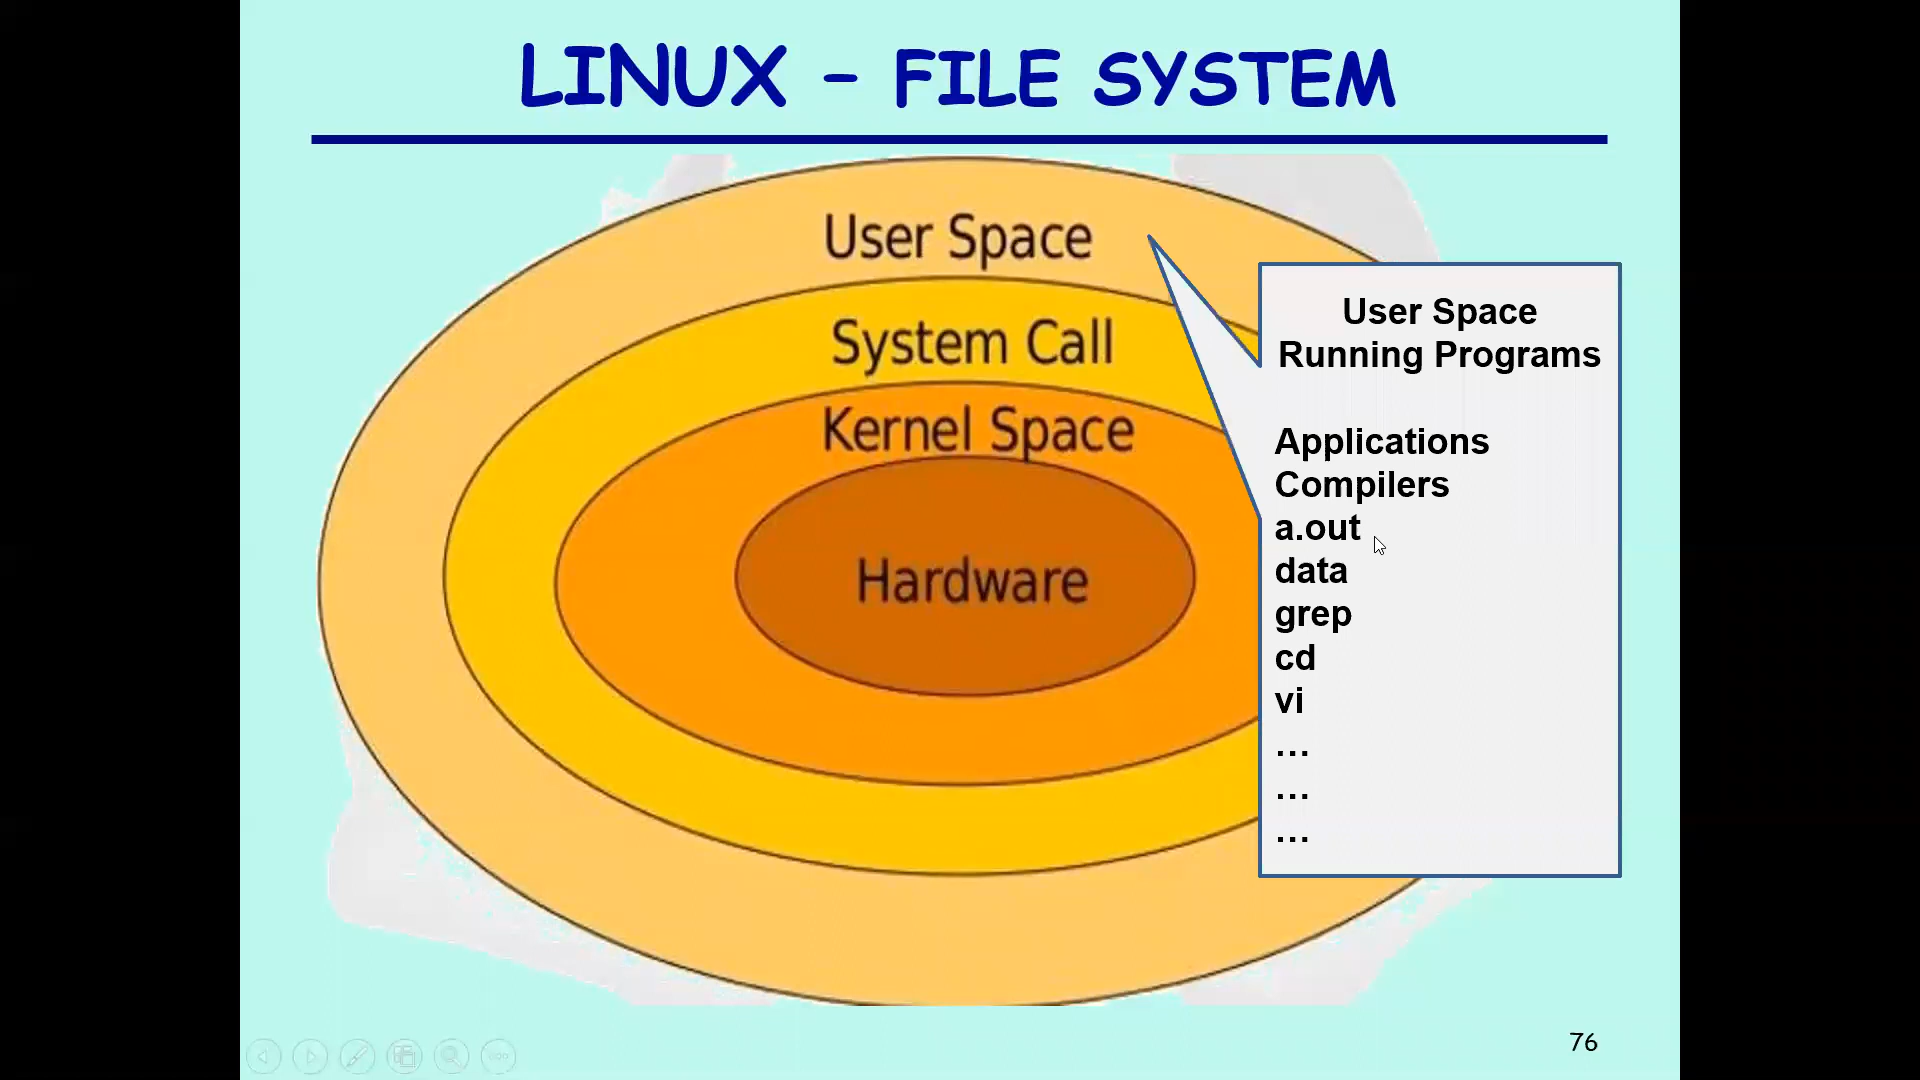 LINUX – FILE SYSTEM
User Space
System Call
Kernel Space
Hardware
User Space
Running Programs
Applications
Compilers
a.out
data
grep
cd
vi
...
...
...
76